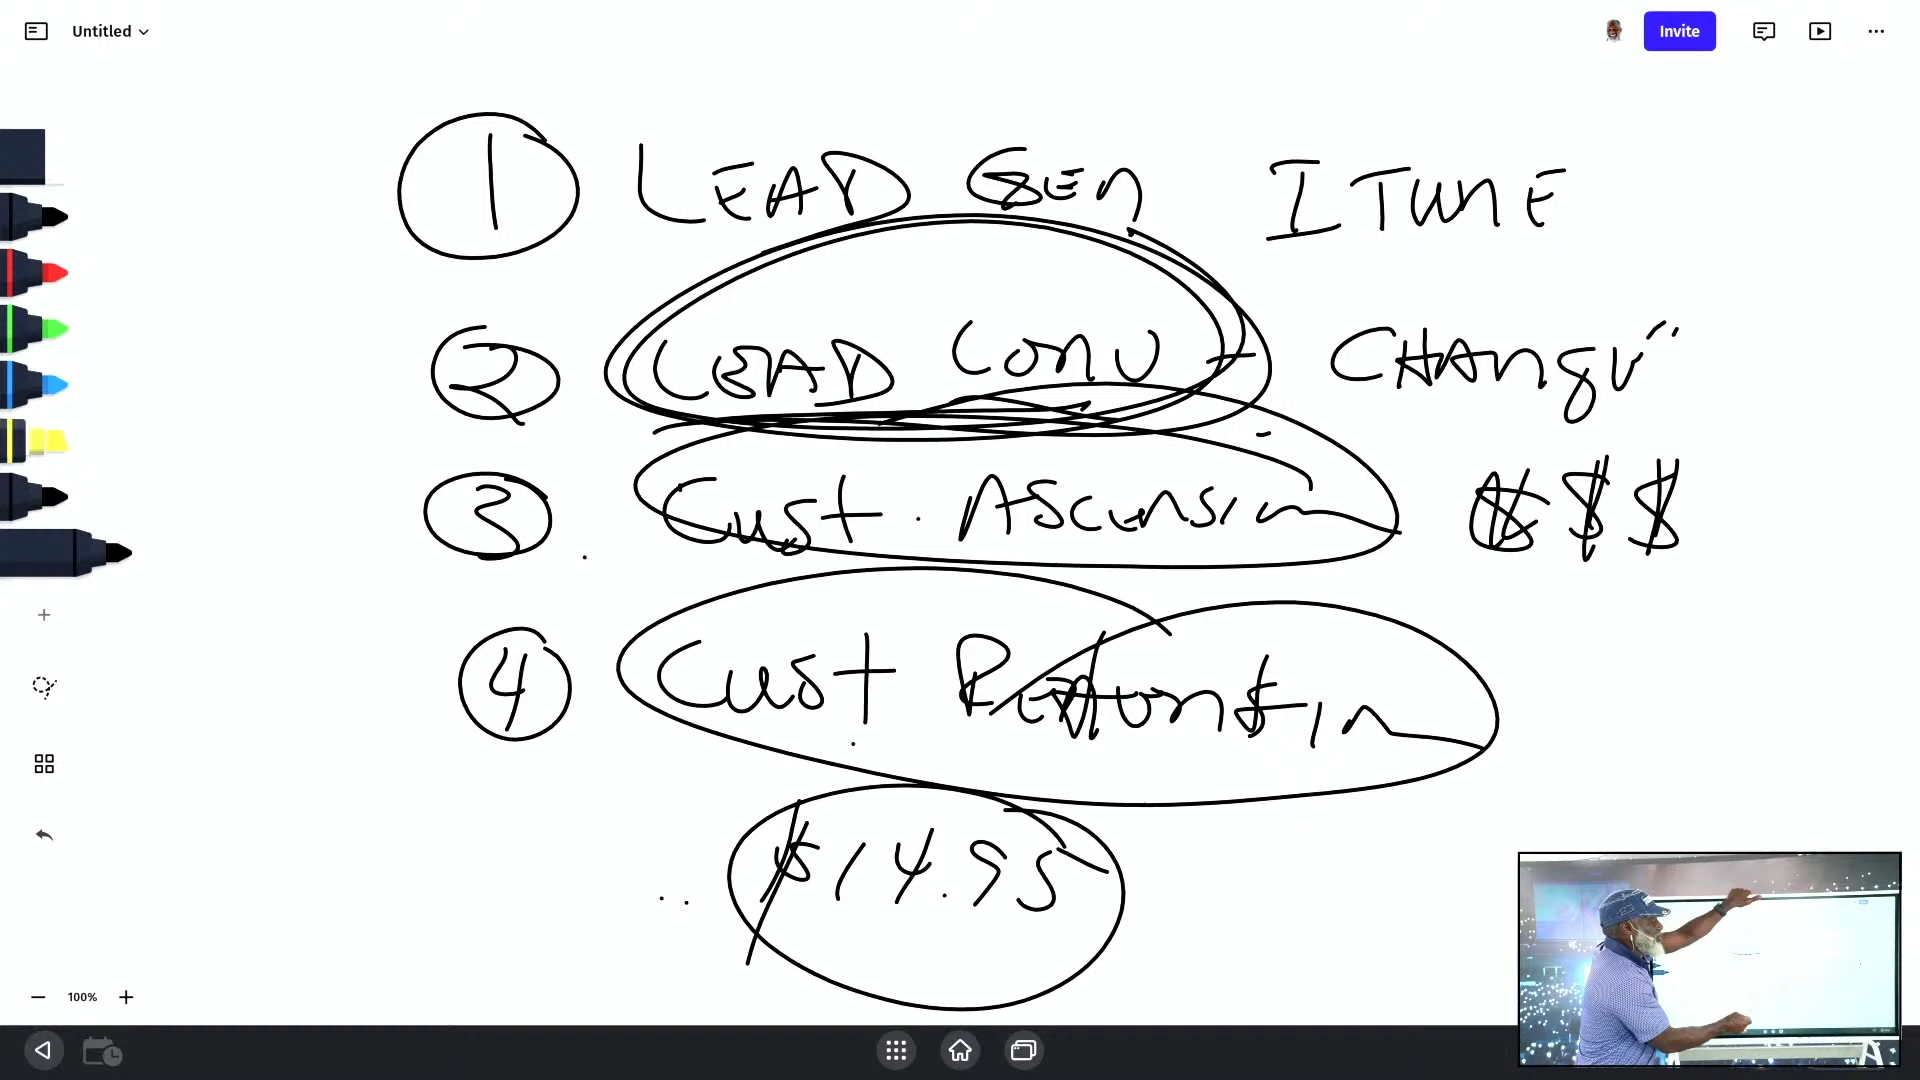 Untitled
Invite
1 LEAD GEN ITUNE
2 LEAD CONV - CHANGE
3 Cust. Ascension $$$
4 Cust Retention
$14.95
100%